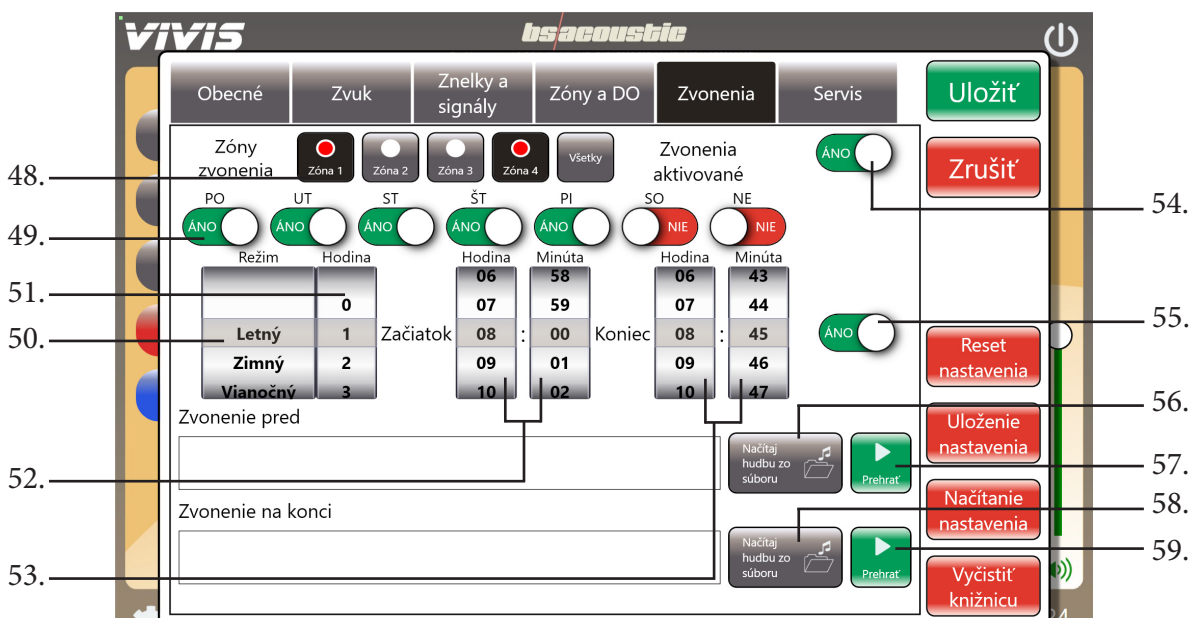 VIVIS
bsacoustic
Obecné
Zvuk
Znelky a
signály
Zóny a DO
Zvonenia
Servis
Uložiť
Zrušiť
Zóny
zvonenia
Zóna 1
Zóna 2
Zóna 3
Zóna 4
Všetky
Zvonenia
aktivované
ÁNO
48.
54.
PO
UT
ST
ŠT
PI
SO
NE
49.
ÁNO
ÁNO
ÁNO
ÁNO
ÁNO
NIE
NIE
Režim
Hodina
Hodina
Minúta
Hodina
Minúta
06
58
06
43
51.
0
07
59
07
44
50.
Letný
1
Začiatok
08
:
00
Koniec
08
:
45
ÁNO
55.
Zimný
2
09
01
09
46
Vianočný
3
10
02
10
47
Reset
nastavenia
Zvonenie pred
56.
Uloženie
nastavenia
52.
Načítaj
hudbu zo
súboru
Prehrať
57.
Načítanie
nastavenia
58.
Zvonenie na konci
53.
Načítaj
hudbu zo
súboru
Prehrať
59.
Vyčistiť
knižnicu